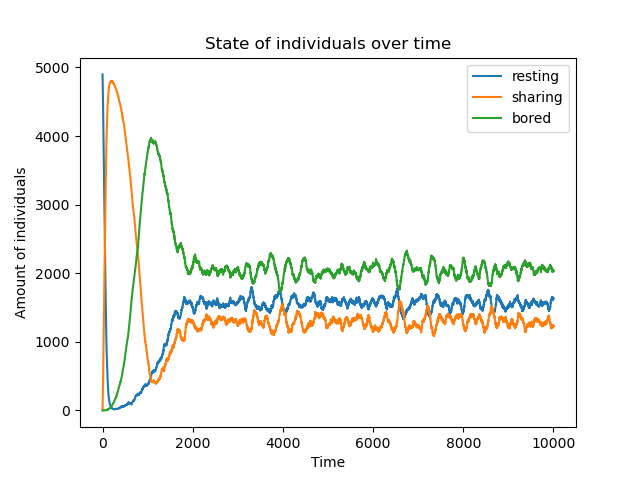 State of individuals over time
resting
sharing
bored
Amount of individuals
5000
4000
3000
2000
1000
0
0 2000 4000 6000 8000 10000
Time